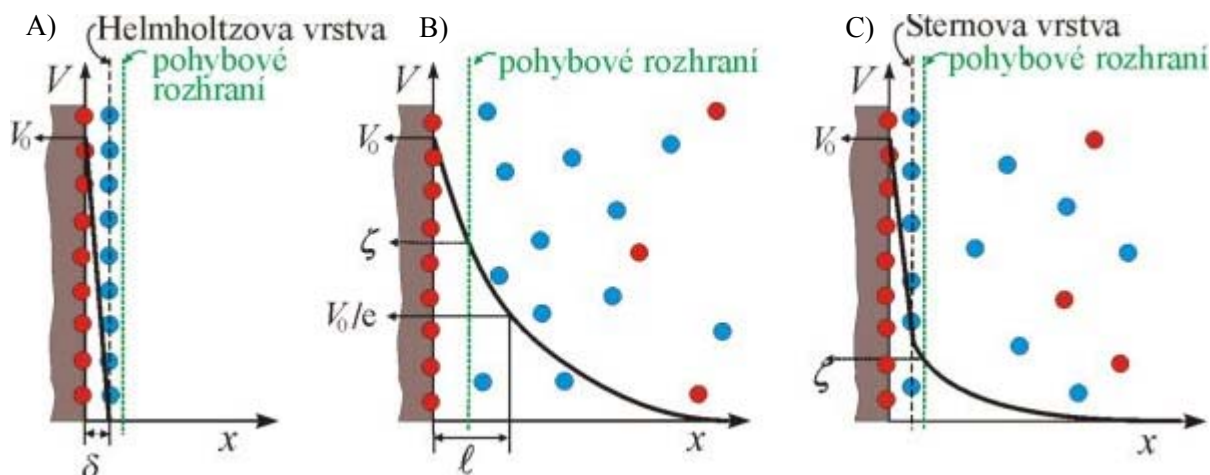 A)
Helmholtzova vrstva
pohybové
rozhraní
V
V₀
x
δ
B)
pohybové rozhraní
V
V₀
ζ
V₀/e
ℓ
x
C)
Sternova vrstva
pohybové rozhraní
V
V₀
ζ
x